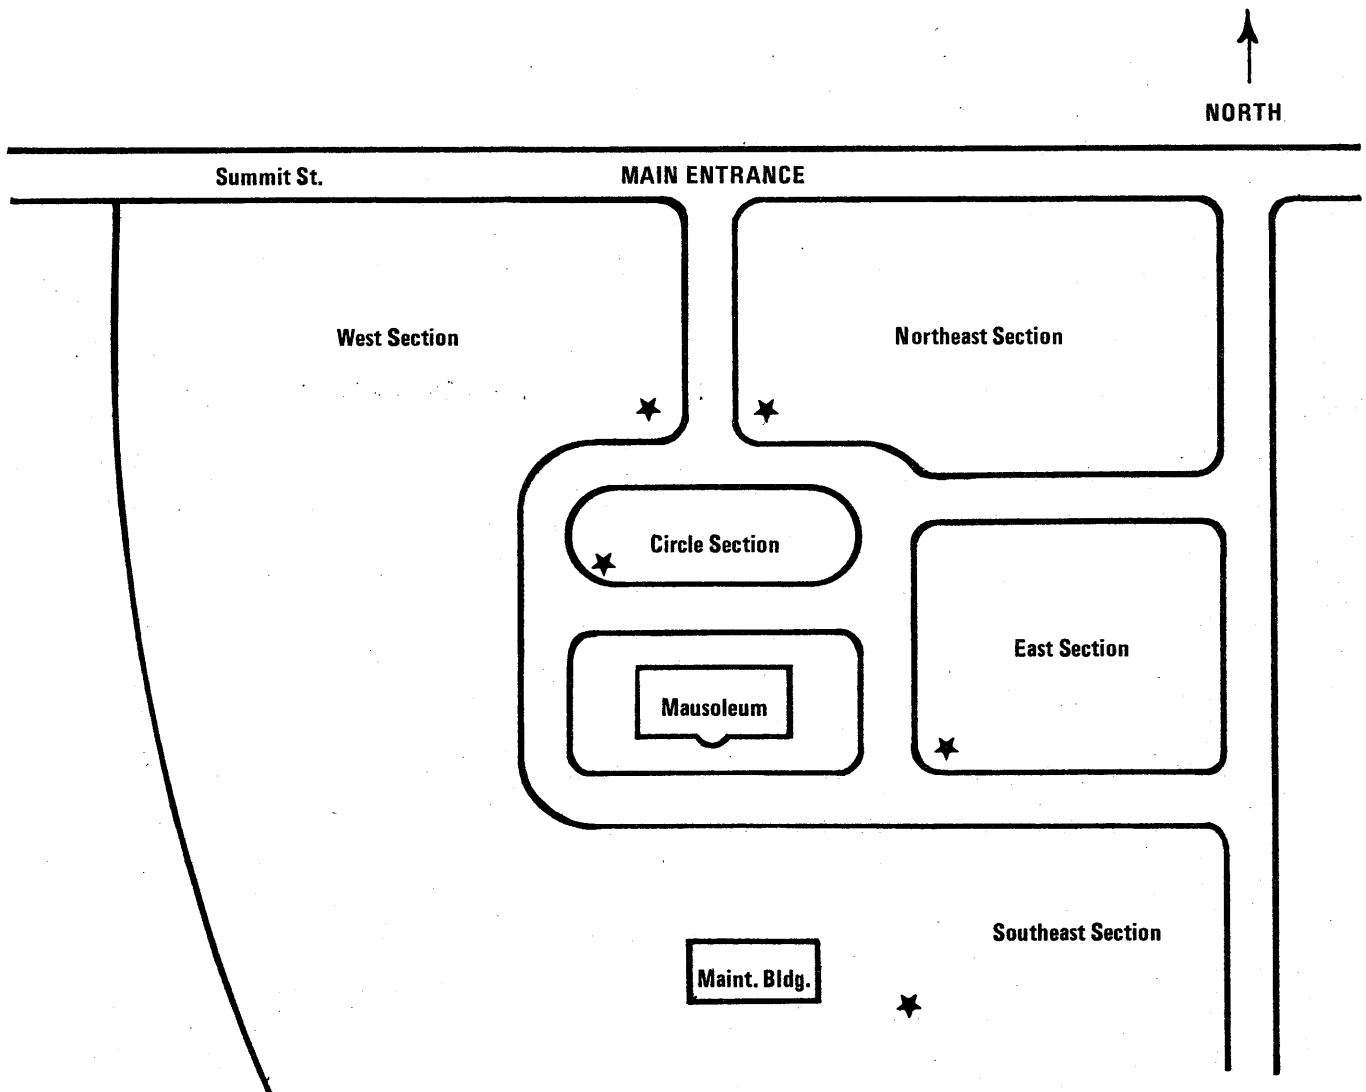 NORTH
Summit St.
MAIN ENTRANCE
West Section
Northeast Section
Circle Section
East Section
Mausoleum
Southeast Section
Maint. Bldg.